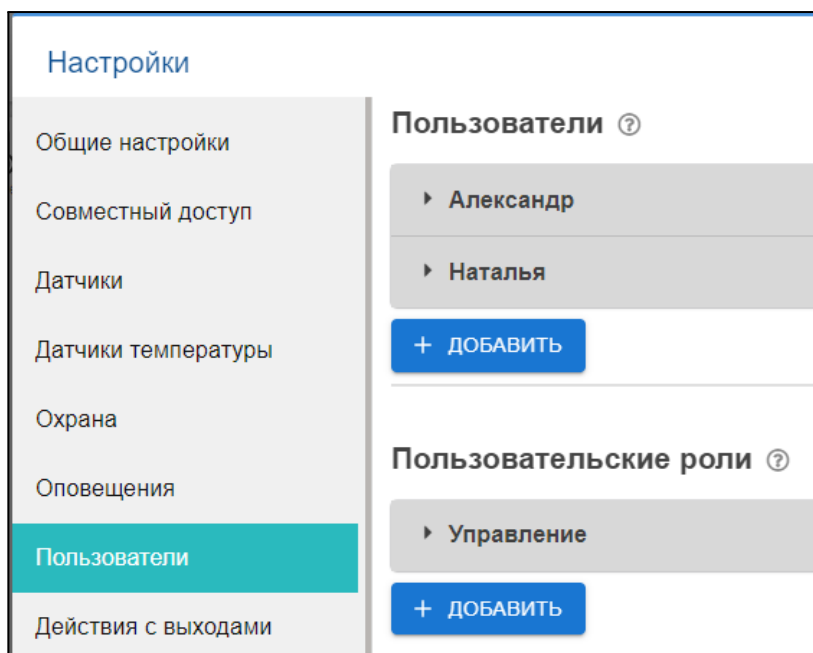 Настройки
Общие настройки
Совместный доступ
Датчики
Датчики температуры
Охрана
Оповещения
Пользователи
Действия с выходами
Пользователи ?
Александр
Наталья
+ ДОБАВИТЬ
Пользовательские роли ?
Управление
+ ДОБАВИТЬ